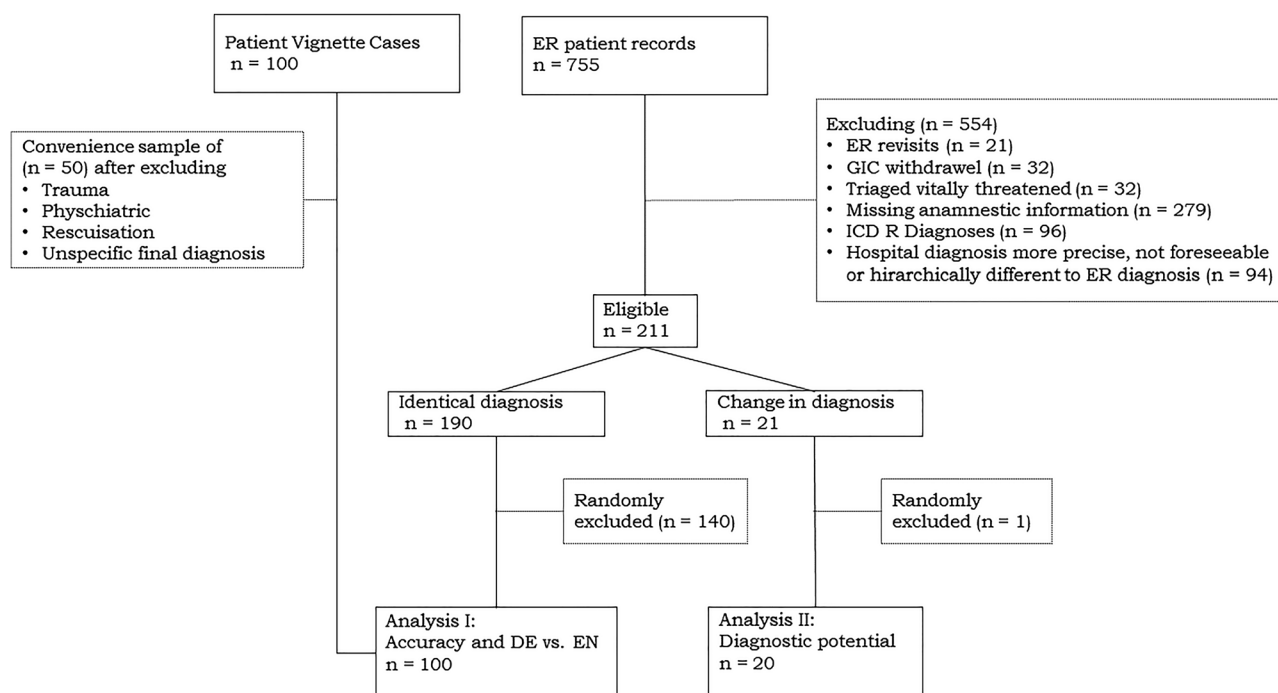 Patient Vignette Cases
n = 100
ER patient records
n = 755
Convenience sample of
(n = 50) after excluding
• Trauma
• Physchiatric
• Rescuisation
• Unspecific final diagnosis
Excluding (n = 554)
• ER revisits (n = 21)
• GIC withdrawel (n = 32)
• Triaged vitally threatened (n = 32)
• Missing anamnestic information (n = 279)
• ICD R Diagnoses (n = 96)
• Hospital diagnosis more precise, not foreseeable
or hirarchically different to ER diagnosis (n = 94)
Eligible
n = 211
Identical diagnosis
n = 190
Change in diagnosis
n = 21
Randomly
excluded (n = 140)
Randomly
excluded (n = 1)
Analysis I:
Accuracy and DE vs. EN
n = 100
Analysis II:
Diagnostic potential
n = 20